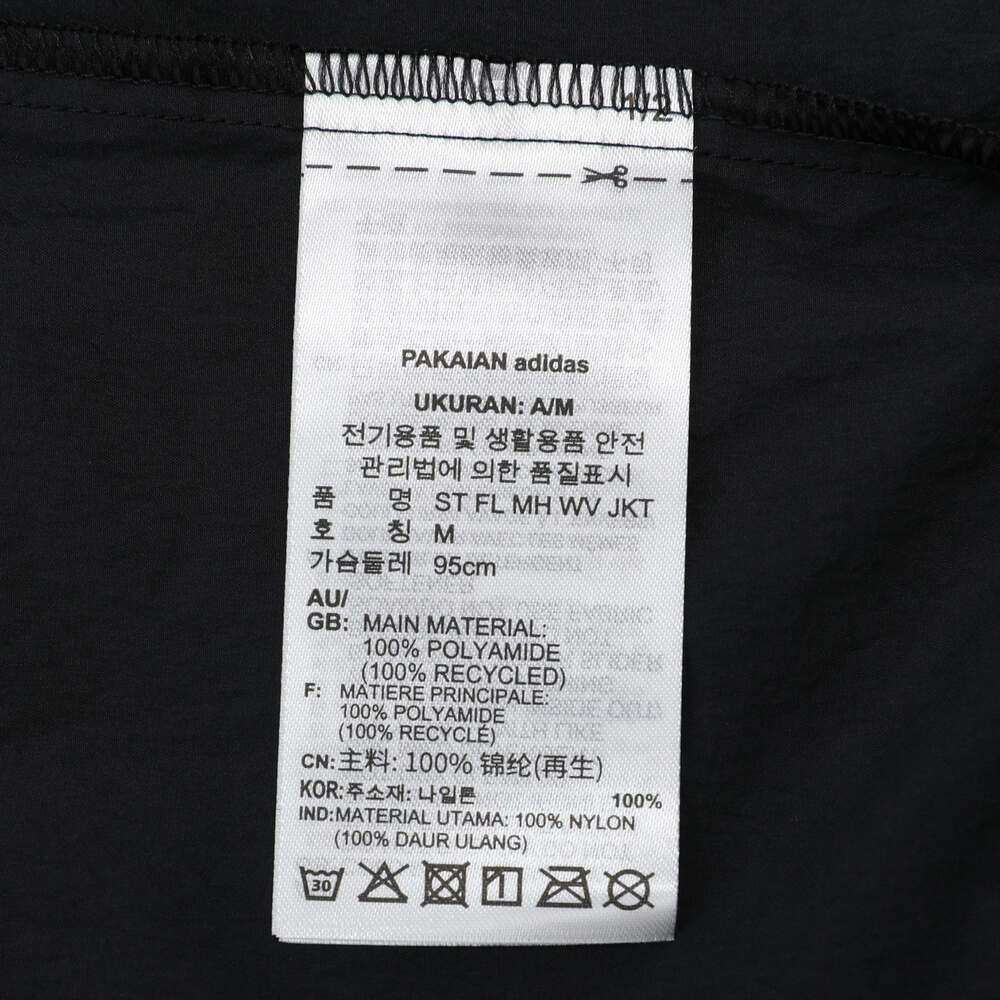 1/2
PAKAIAN adidas
UKURAN: A/M
전기용품 및 생활용품 안전
관리법에 의한 품질표시
품 명 ST FL MH WV JKT
호 칭 M
가슴둘레 95cm
AU/
GB: MAIN MATERIAL:
100% POLYAMIDE
(100% RECYCLED)
F: MATIERE PRINCIPALE:
100% POLYAMIDE
(100% RECYCLÉ)
CN:主料: 100% 锦纶(再生)
KOR:주소재: 나일론 100%
IND:MATERIAL UTAMA: 100% NYLON
(100% DAUR ULANG)
30